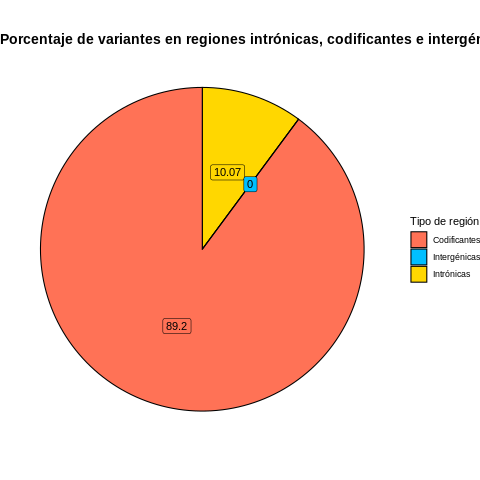 Porcentaje de variantes en regiones intrónicas, codificantes e intergén
10.07
0
89.2
Tipo de región
Codificantes
Intergénicas
Intrónicas